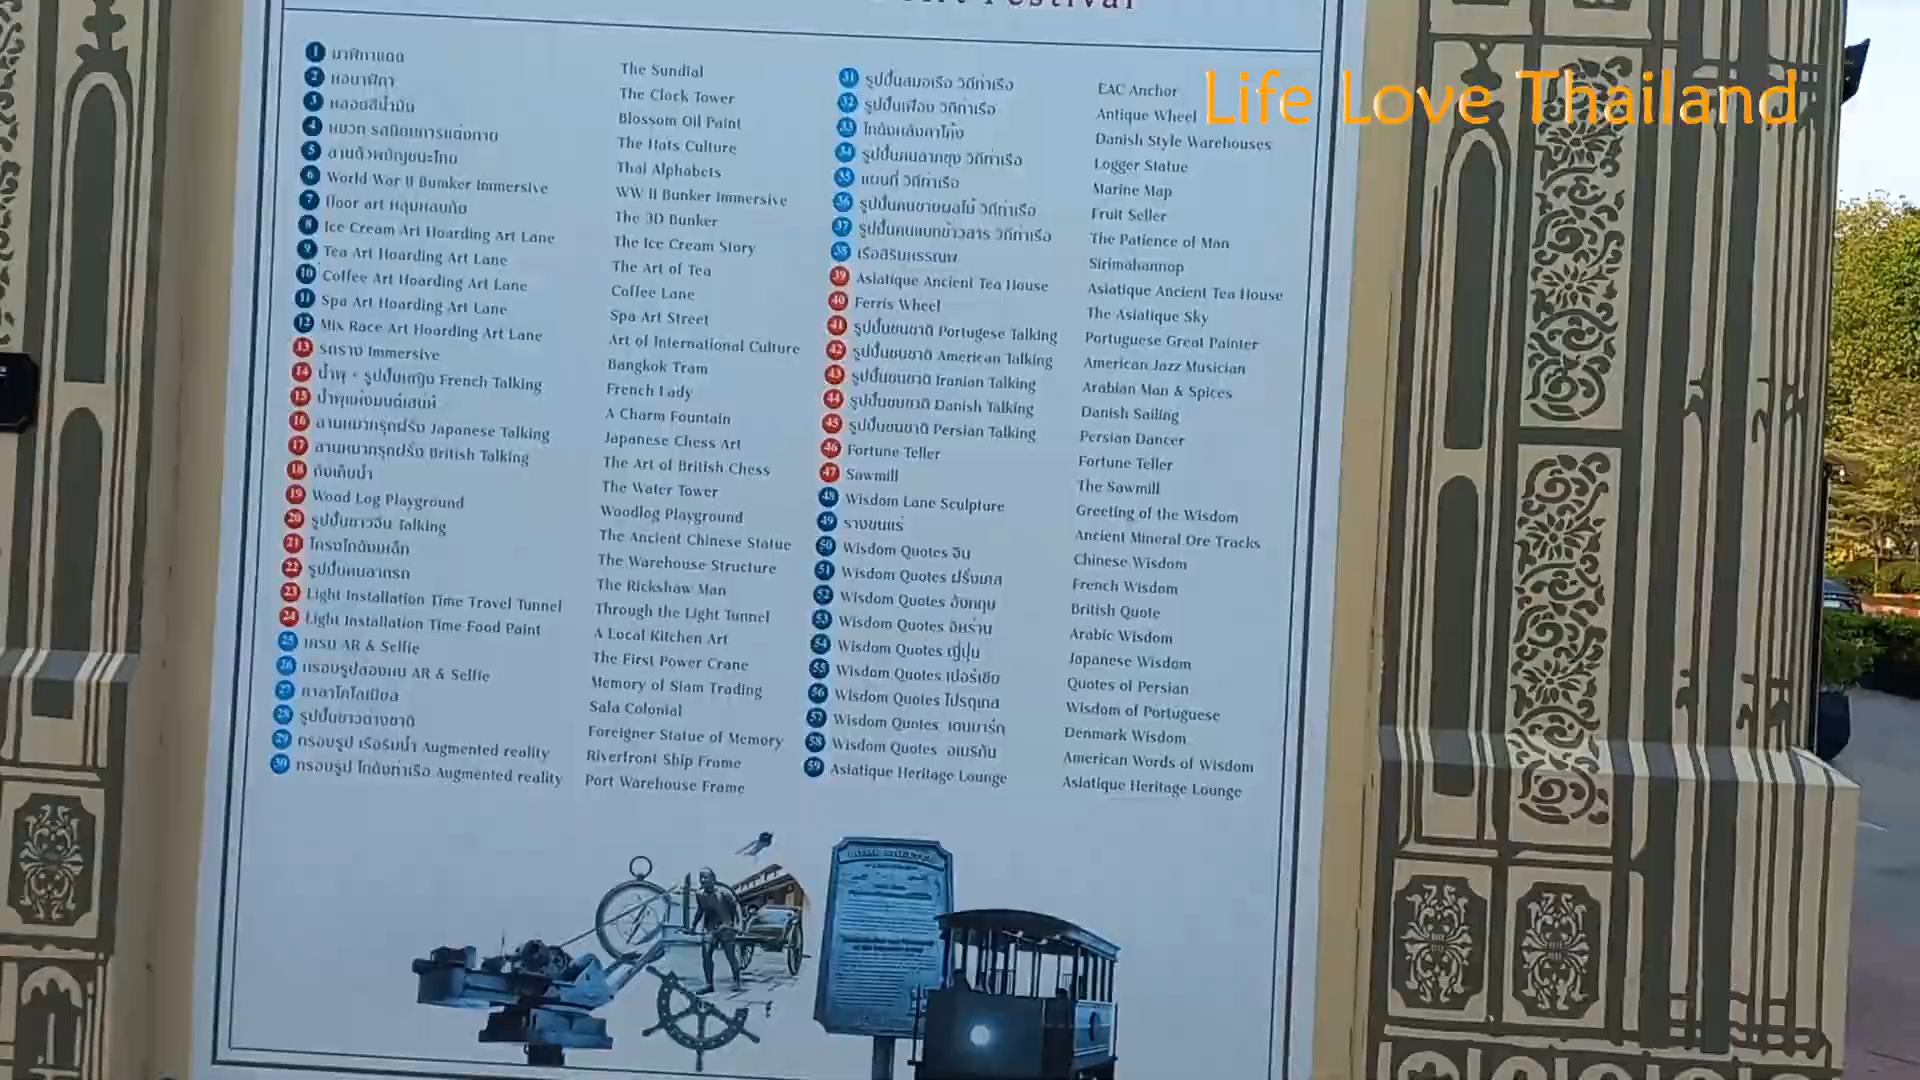 Festival
Life Love Thailand
1 นาฬิกาแดด The Sundial
2 หอนาฬิกา The Clock Tower
3 หลอดสีน้ำมัน Blossom Oil Paint
4 หมวก รสนิยมการแต่งกาย The Hats Culture
5 ลานตัวพยัญชนะไทย Thai Alphabets
6 World War II Bunker Immersive WW II Bunker Immersive
7 floor art หลุมหลบภัย The 3D Bunker
8 Ice Cream Art Hoarding Art Lane The Ice Cream Story
9 Tea Art Hoarding Art Lane The Art of Tea
10 Coffee Art Hoarding Art Lane Coffee Lane
11 Spa Art Hoarding Art Lane Spa Art Street
12 Mix Race Art Hoarding Art Lane Art of International Culture
13 รถราง Immersive Bangkok Tram
14 น้ำพุ + รูปปั้นหญิง French Talking French Lady
15 น้ำพุแห่งมนต์เสน่ห์ A Charm Fountain
16 ลานหมากรุกฝรั่ง Japanese Talking Japanese Chess Art
17 ลานหมากรุกฝรั่ง British Talking The Art of British Chess
18 ถังเก็บน้ำ The Water Tower
19 Wood Log Playground Woodlog Playground
20 รูปปั้นชาวจีน Talking The Ancient Chinese Statue
21 โครงโกดังเหล็ก The Warehouse Structure
22 รูปปั้นคนลากรถ The Rickshaw Man
23 Light Installation Time Travel Tunnel Through the Light Tunnel
24 Light Installation Time Food Paint A Local Kitchen Art
25 เครน AR & Selfie The First Power Crane
26 กรอบรูปสองแผ่น AR & Selfie Memory of Siam Trading
27 ศาลาโคโลเนียล Sala Colonial
28 รูปปั้นชาวต่างชาติ Foreigner Statue of Memory
29 กรอบรูป เรือริมน้ำ Augmented reality Riverfront Ship Frame
30 กรอบรูป โกดังท่าเรือ Augmented reality Port Warehouse Frame
31 รูปปั้นสมอเรือ วิถีท่าเรือ EAC Anchor
32 รูปปั้นเฟือง วิถีท่าเรือ Antique Wheel
33 โกดังหลังคาโค้ง Danish Style Warehouses
34 รูปปั้นคนลากซุง วิถีท่าเรือ Logger Statue
35 แผนที่ วิถีท่าเรือ Marine Map
36 รูปปั้นคนขายผลไม้ วิถีท่าเรือ Fruit Seller
37 รูปปั้นคนแบกข้าวสาร วิถีท่าเรือ The Patience of Man
38 เรือสิริมหรรณพ Sirimahannop
39 Asiatique Ancient Tea House Asiatique Ancient Tea House
40 Ferris Wheel The Asiatique Sky
41 รูปปั้นชนชาติ Portugese Talking Portuguese Great Painter
42 รูปปั้นชนชาติ American Talking American Jazz Musician
43 รูปปั้นชนชาติ Iranian Talking Arabian Man & Spices
44 รูปปั้นชนชาติ Danish Talking Danish Sailing
45 รูปปั้นชนชาติ Persian Talking Persian Dancer
46 Fortune Teller Fortune Teller
47 Sawmill The Sawmill
48 Wisdom Lane Sculpture Greeting of the Wisdom
49 รางขนแร่ Ancient Mineral Ore Tracks
50 Wisdom Quotes จีน Chinese Wisdom
51 Wisdom Quotes ฝรั่งเศส French Wisdom
52 Wisdom Quotes อังกฤษ British Quote
53 Wisdom Quotes อิหร่าน Arabic Wisdom
54 Wisdom Quotes ญี่ปุ่น Japanese Wisdom
55 Wisdom Quotes เปอร์เซีย Quotes of Persian
56 Wisdom Quotes โปรตุเกส Wisdom of Portuguese
57 Wisdom Quotes เดนมาร์ก Denmark Wisdom
58 Wisdom Quotes อเมริกัน American Words of Wisdom
59 Asiatique Heritage Lounge Asiatique Heritage Lounge